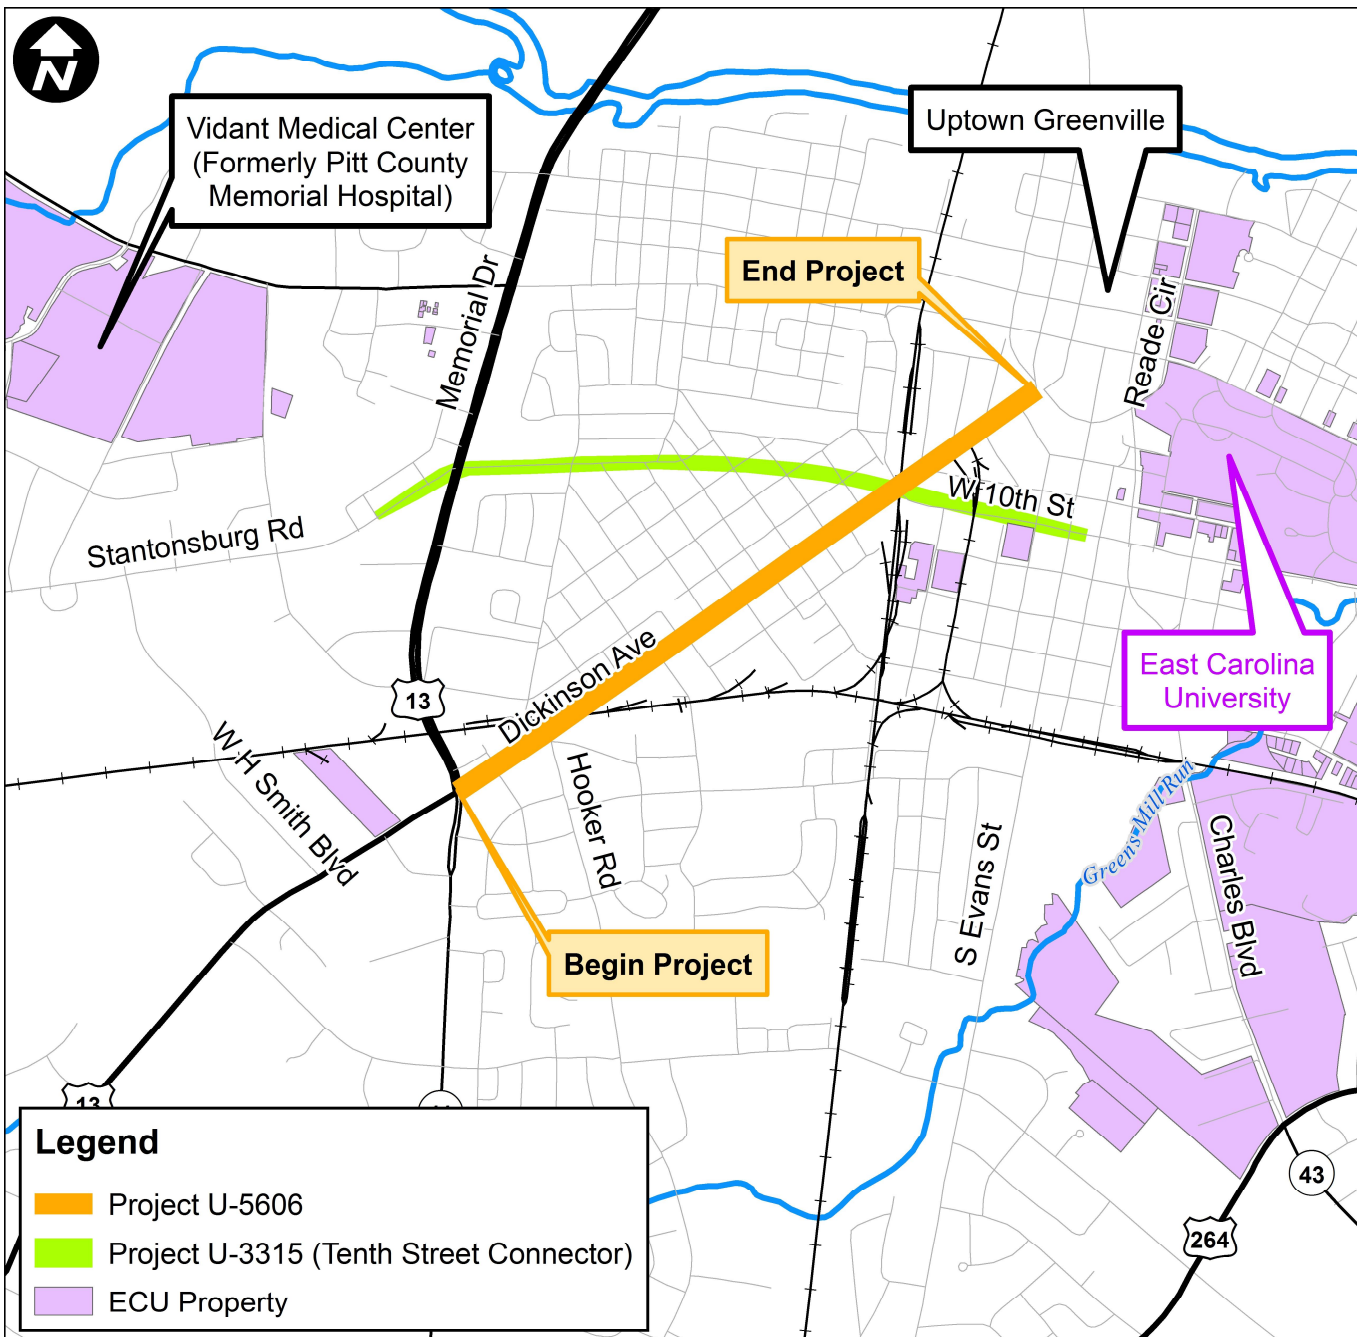 N
Vidant Medical Center
(Formerly Pitt County
Memorial Hospital)
Uptown Greenville
End Project
Memorial Dr
Reade Cir
W 10th St
Stantonsburg Rd
East Carolina
University
13
Dickinson Ave
W H Smith Blvd
Hooker Rd
Greens Mill Run
S Evans St
Charles Blvd
Begin Project
13
43
264
Legend
Project U-5606
Project U-3315 (Tenth Street Connector)
ECU Property